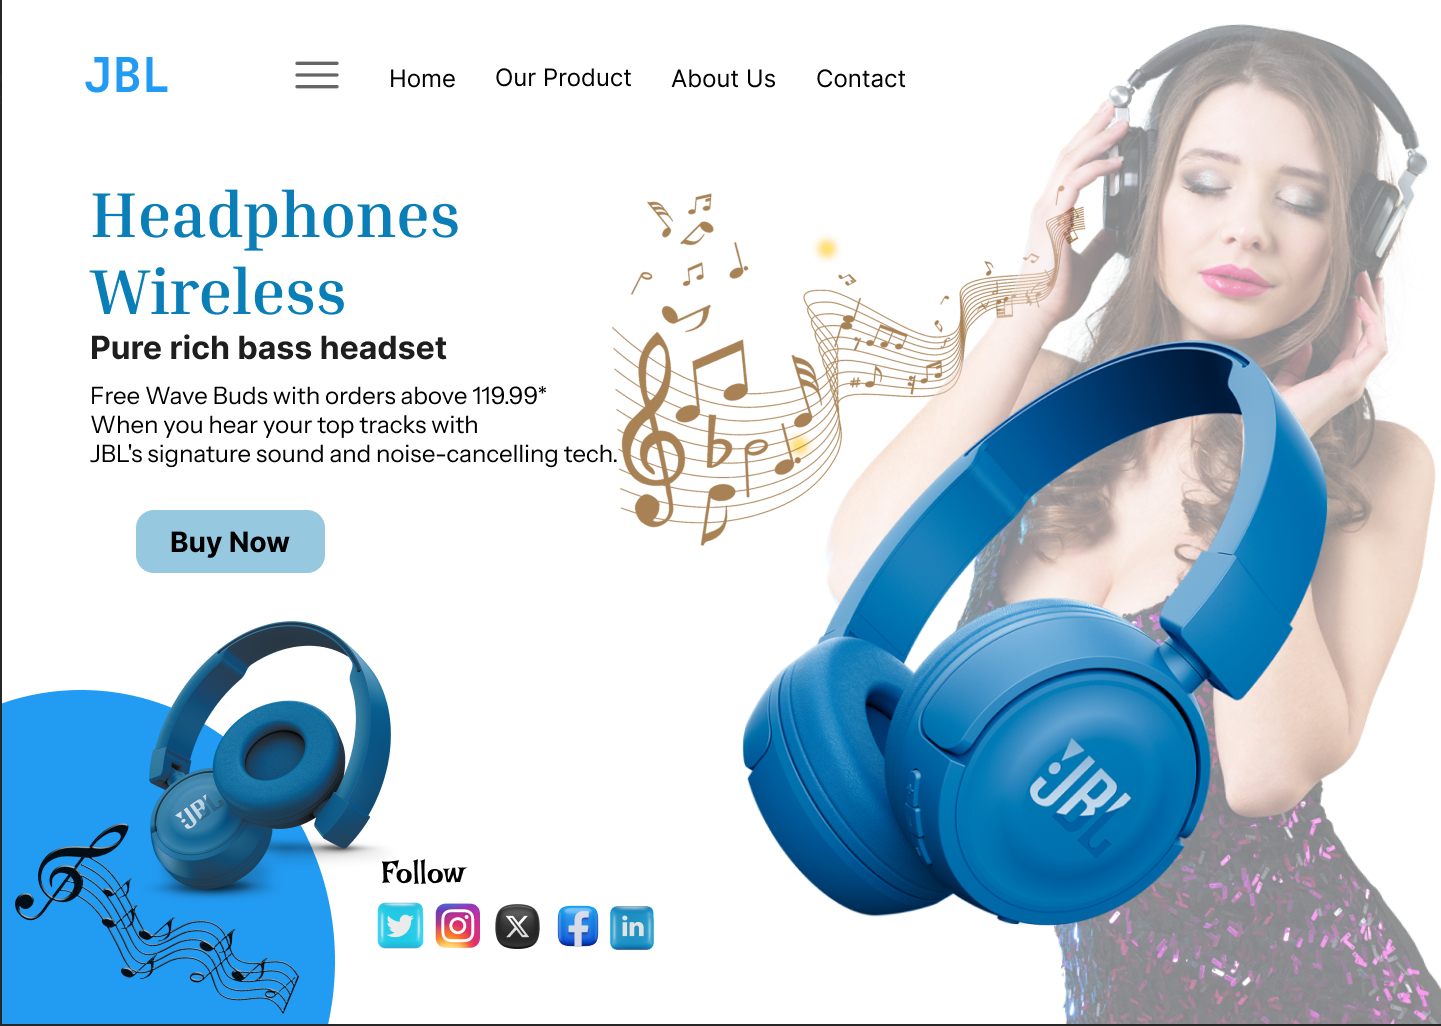 JBL
Home Our Product About Us Contact
Headphones
Wireless
Pure rich bass headset
Free Wave Buds with orders above 119.99*
When you hear your top tracks with
JBL's signature sound and noise-cancelling tech.
Buy Now
JBL
JBL
Follow
in